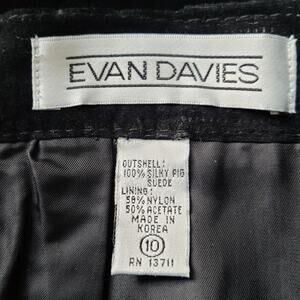 EVAN DAVIES
OUTSHELL:
100% SILKY PIG
SUEDE
LINING:
50% NYLON
50% ACETATE
MADE IN
KOREA
10
RN 13711